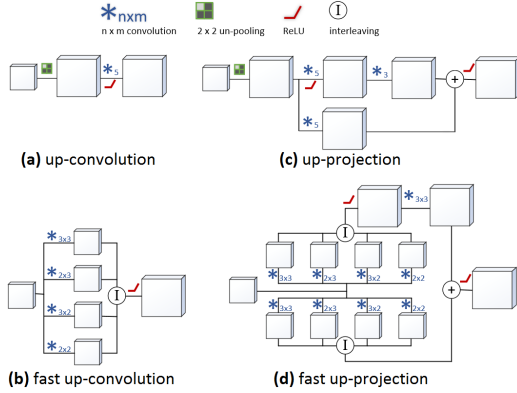 *nxm
I
n x m convolution
2 x 2 un-pooling
ReLU
interleaving
*5
*5
*3
+
*5
(a) up-convolution
(c) up-projection
*3x3
*2x3
*3x2
*2x2
I
(b) fast up-convolution
*3x3
I
*3x3
*2x3
*3x2
*2x2
+
*3x3
*2x3
*3x2
*2x2
I
(d) fast up-projection